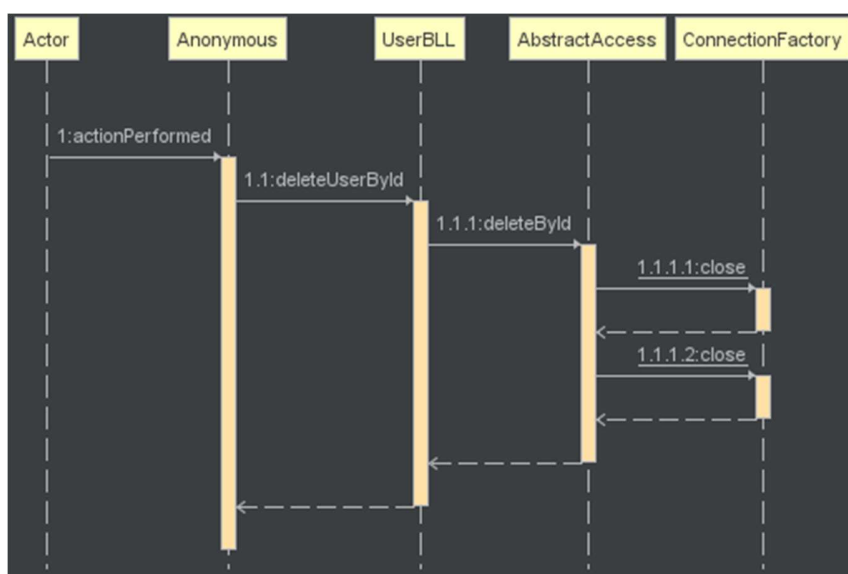 Actor
Anonymous
UserBLL
AbstractAccess
ConnectionFactory
1:actionPerformed
1.1:deleteUserById
1.1.1:deleteById
1.1.1.1:close
1.1.1.2:close